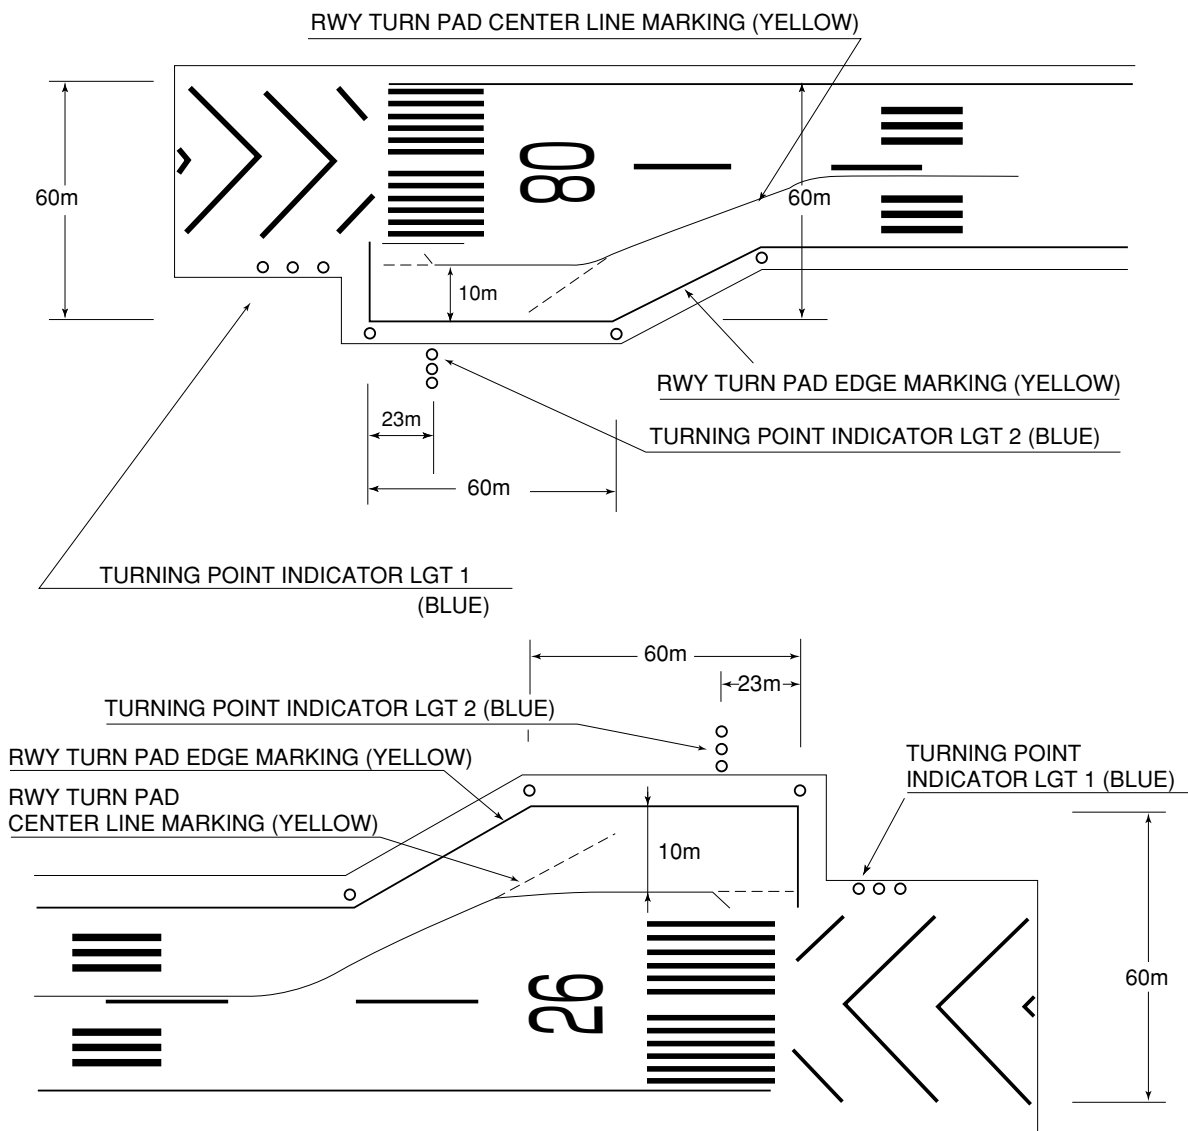 RWY TURN PAD CENTER LINE MARKING (YELLOW)
60m
08
60m
10m
RWY TURN PAD EDGE MARKING (YELLOW)
23m
TURNING POINT INDICATOR LGT 2 (BLUE)
60m
TURNING POINT INDICATOR LGT 1
(BLUE)
60m
23m
TURNING POINT INDICATOR LGT 2 (BLUE)
RWY TURN PAD EDGE MARKING (YELLOW)
TURNING POINT
INDICATOR LGT 1 (BLUE)
RWY TURN PAD
CENTER LINE MARKING (YELLOW)
10m
60m
26